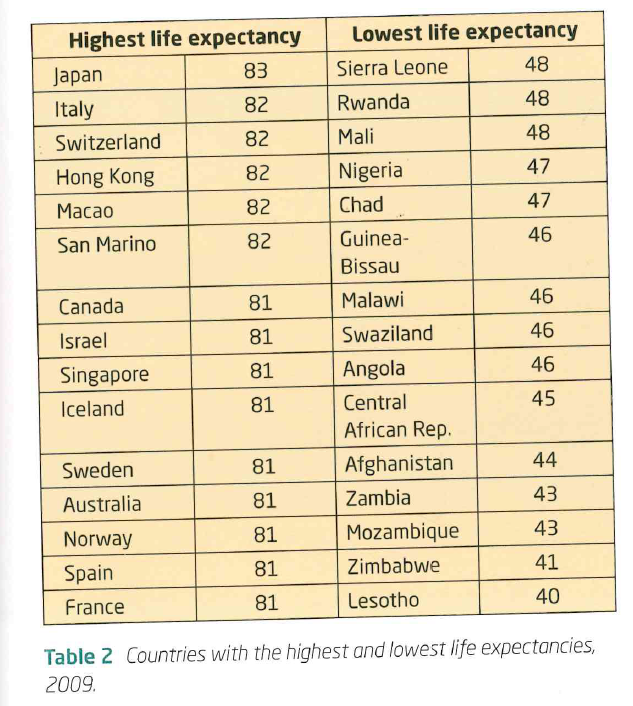 Highest life expectancy Lowest life expectancy
Japan 83 Sierra Leone 48
Italy 82 Rwanda 48
Switzerland 82 Mali 48
Hong Kong 82 Nigeria 47
Macao 82 Chad 47
San Marino 82 Guinea- 46
Bissau
Canada 81 Malawi 46
Israel 81 Swaziland 46
Singapore 81 Angola 46
Iceland 81 Central 45
African Rep.
Sweden 81 Afghanistan 44
Australia 81 Zambia 43
Norway 81 Mozambique 43
Spain 81 Zimbabwe 41
France 81 Lesotho 40
Table 2 Countries with the highest and lowest life expectancies,
2009.